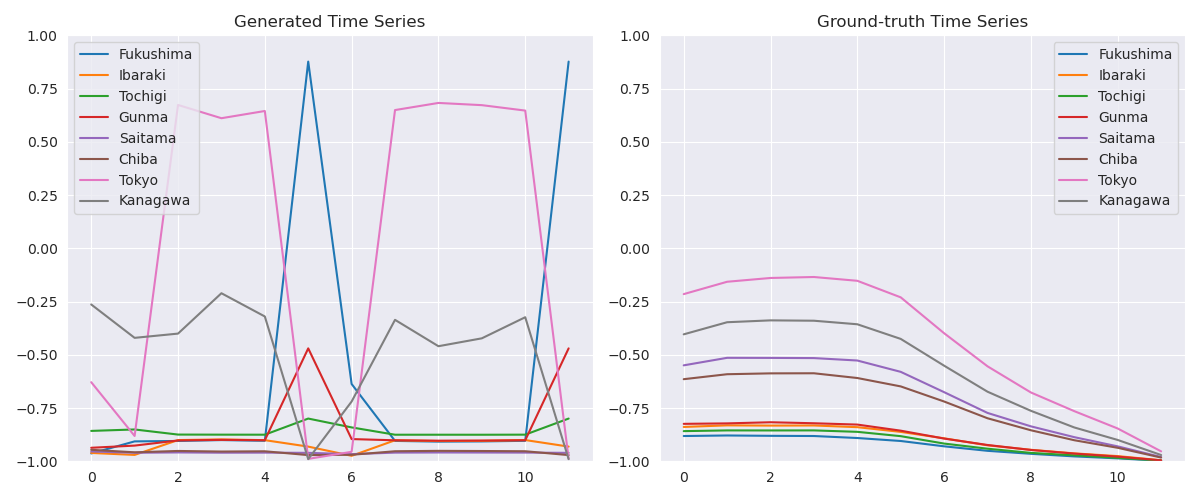 Generated Time Series
1.00
0.75
0.50
0.25
0.00
−0.25
−0.50
−0.75
−1.00
0 2 4 6 8 10
Fukushima
Ibaraki
Tochigi
Gunma
Saitama
Chiba
Tokyo
Kanagawa
Ground-truth Time Series
1.00
0.75
0.50
0.25
0.00
−0.25
−0.50
−0.75
−1.00
0 2 4 6 8 10
Fukushima
Ibaraki
Tochigi
Gunma
Saitama
Chiba
Tokyo
Kanagawa